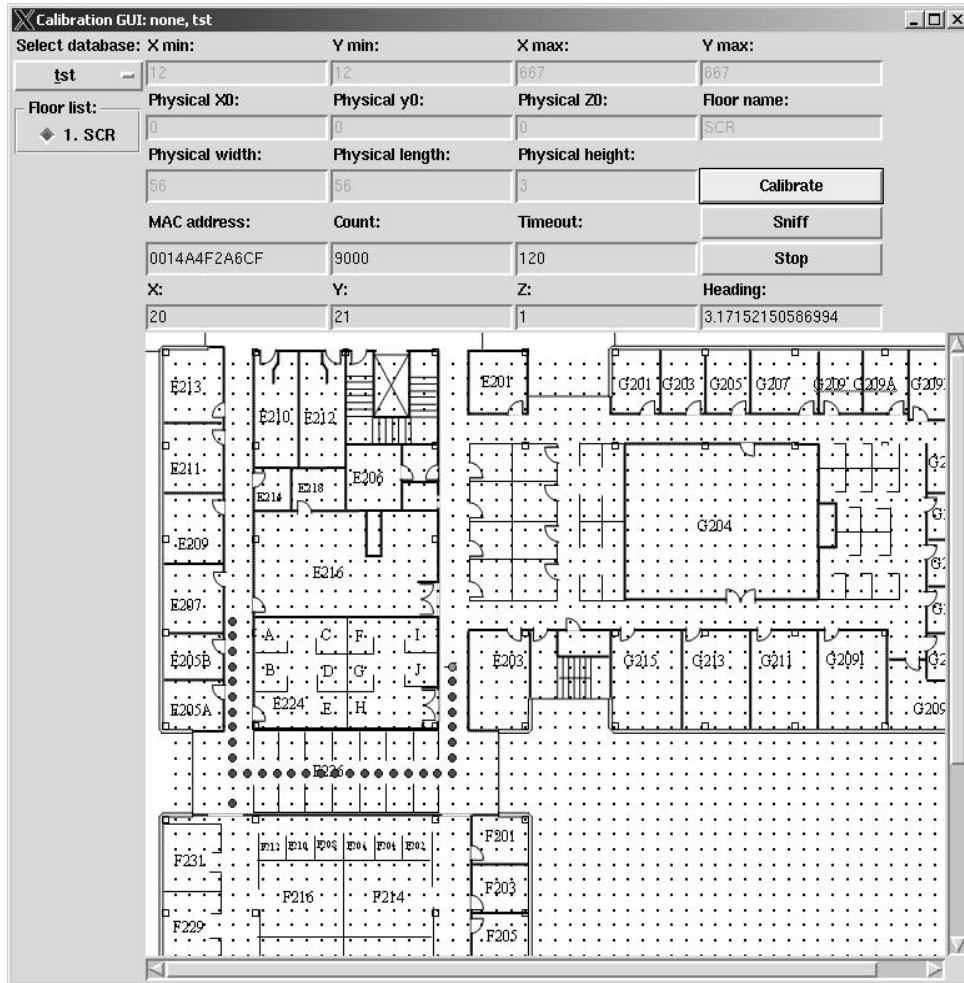 Calibration GUI: none, tst
Select database: X min: Y min: X max: Y max:
tst 12 12 667 667
Floor list: Physical X0: Physical y0: Physical Z0: Floor name:
1. SCR 0 0 0 SCR
Physical width: Physical length: Physical height:
56 56 3 Calibrate
MAC address: Count: Timeout: Sniff
0014A4F2A6CF 9000 120 Stop
X: Y: Z: Heading:
20 21 1 3.17152150586994
E213 E210 E212 E201 G201 G203 G205 G207 G209 G209A G209
E211 E206
E214 E218
E209 G204
E216
E207
A C F I
E205B B D G J E203 G215 G213 G211 G209I
E205A E224 E H G209
E226
F231 F201
F216 F214 F203
F229 F205